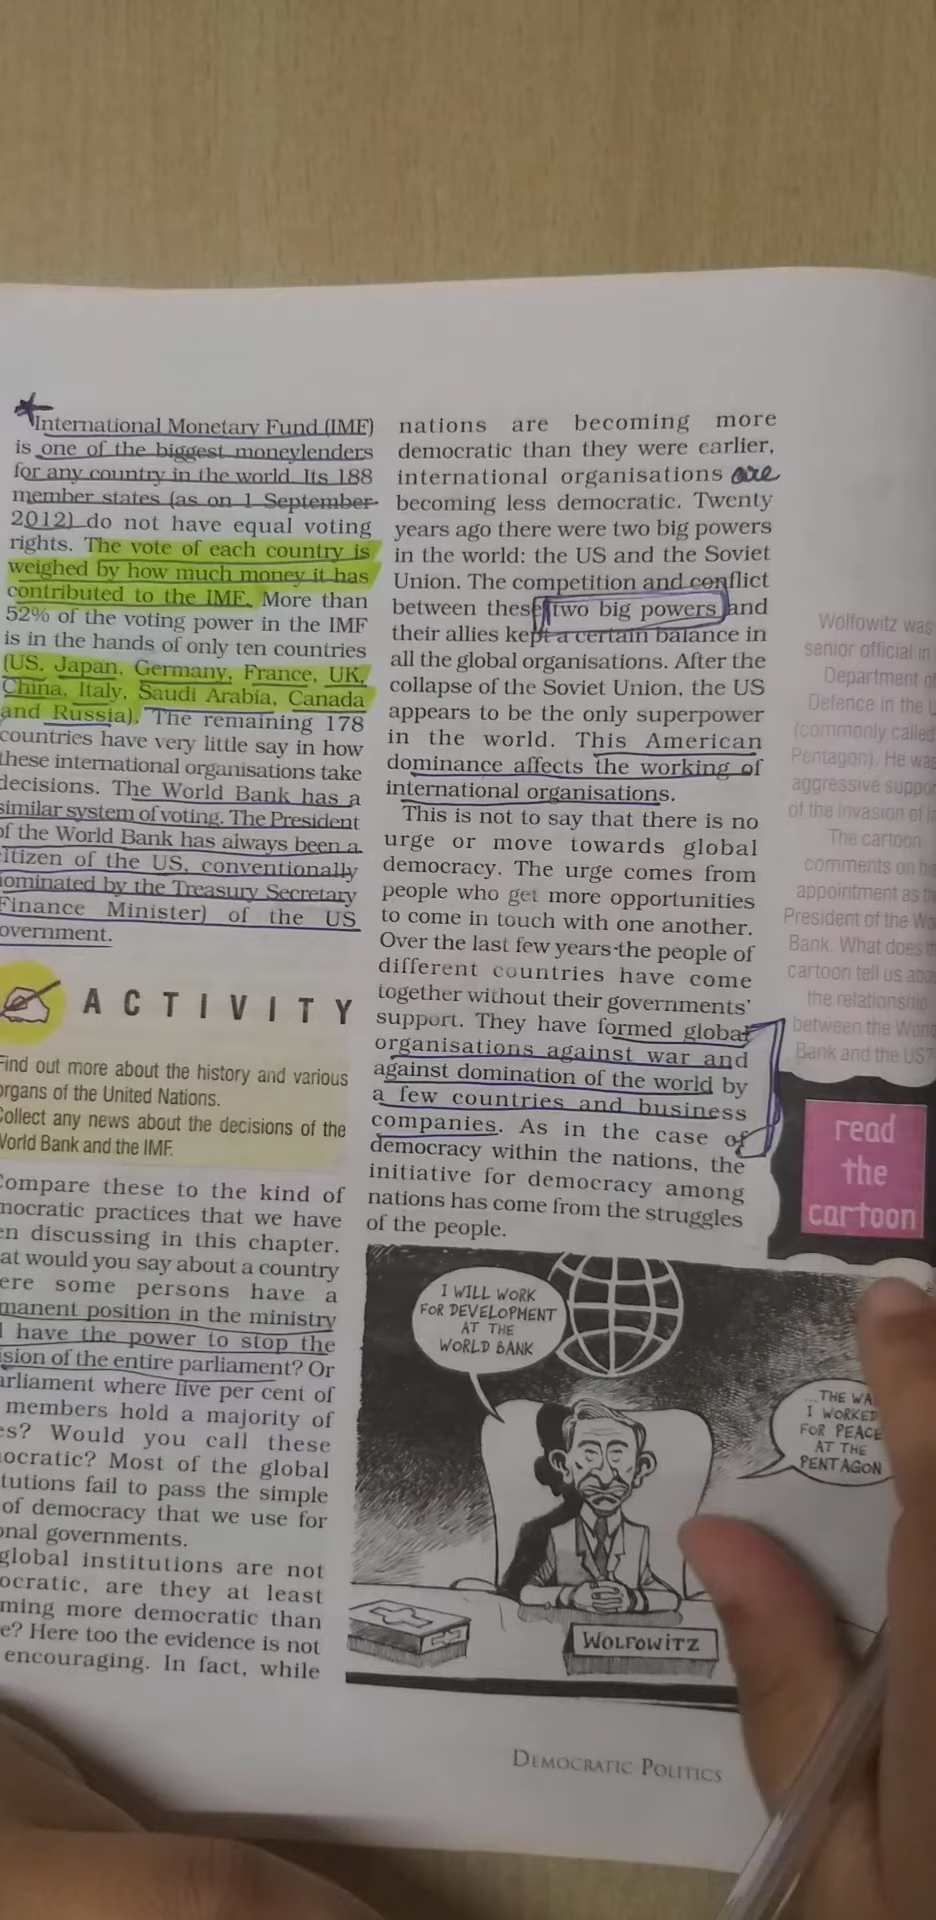 International Monetary Fund (IMF)
is one of the biggest moneylenders
for any country in the world. Its 188
member states (as on 1 September
2012) do not have equal voting
rights. The vote of each country is
weighed by how much money it has
contributed to the IMF. More than
52% of the voting power in the IMF
is in the hands of only ten countries
(US, Japan, Germany, France, UK,
China, Italy, Saudi Arabia, Canada
and Russia). The remaining 178
countries have very little say in how
these international organisations take
decisions. The World Bank has a
similar system of voting. The President
of the World Bank has always been a
citizen of the US, conventionally
nominated by the Treasury Secretary
Finance Minister) of the US
overnment.
ACTIVITY
Find out more about the history and various
organs of the United Nations.
Collect any news about the decisions of the
World Bank and the IMF.
Compare these to the kind of
mocratic practices that we have
en discussing in this chapter.
at would you say about a country
ere some persons have a
manent position in the ministry
have the power to stop the
ision of the entire parliament? Or
arliament where five per cent of
members hold a majority of
es? Would you call these
ocratic? Most of the global
tutions fail to pass the simple
of democracy that we use for
onal governments.
global institutions are not
ocratic, are they at least
ming more democratic than
e? Here too the evidence is not
encouraging. In fact, while
nations are becoming more
democratic than they were earlier,
international organisations are
becoming less democratic. Twenty
years ago there were two big powers
in the world: the US and the Soviet
Union. The competition and conflict
between these two big powers and
their allies kept a certain balance in
all the global organisations. After the
collapse of the Soviet Union, the US
appears to be the only superpower
in the world. This American
dominance affects the working of
international organisations.
This is not to say that there is no
urge or move towards global
democracy. The urge comes from
people who get more opportunities
to come in touch with one another.
Over the last few years the people of
different countries have come
together without their governments'
support. They have formed global
organisations against war and
against domination of the world by
a few countries and business
companies. As in the case of
democracy within the nations, the
initiative for democracy among
nations has come from the struggles
of the people.
Wolfowitz was
senior official in
Department of
Defence in the U
(commonly called
Pentagon). He was
aggressive suppor
of the invasion of
The cartoon
comments on his
appointment as
President of the Wo
Bank. What does
cartoon tell us abo
the relationship
between the Worl
Bank and the US?
read
the
cartoon
I WILL WORK
FOR DEVELOPMENT
AT THE
WORLD BANK
...THE WA
I WORKED
FOR PEACE
AT THE
PENTAGON
WOLFOWITZ
DEMOCRATIC POLITICS